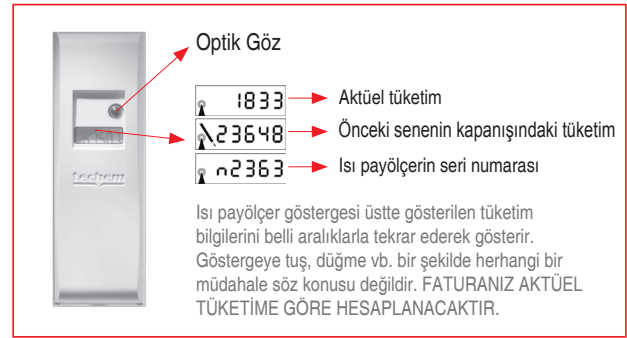 Optik Göz
1833
Aktüel tüketim
23648
Önceki senenin kapanışındaki tüketim
n2363
Isı payölçerin seri numarası
techem
Isı payölçer göstergesi üstte gösterilen tüketim
bilgilerini belli aralıklarla tekrar ederek gösterir.
Göstergeye tuş, düğme vb. bir şekilde herhangi bir
müdahale söz konusu değildir. FATURANIZ AKTÜEL
TÜKETİME GÖRE HESAPLANACAKTIR.